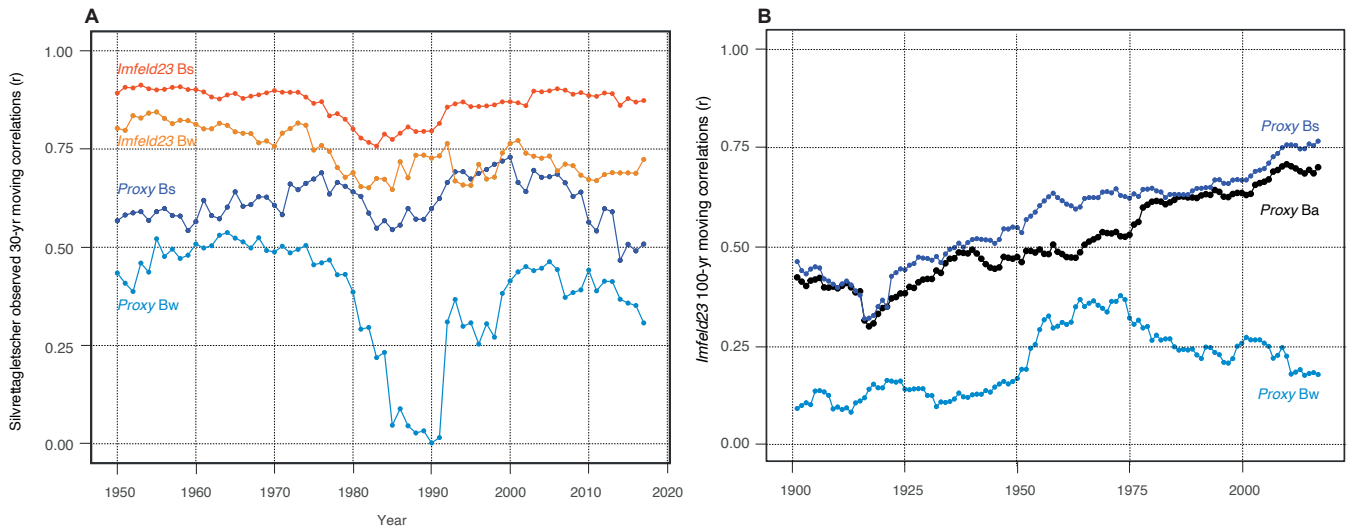 A
Silvrettagletscher observed 30-yr moving correlations (r)
1.00
0.75
0.50
0.25
0.00
Imfeld23 Bs
Imfeld23 Bw
Proxy Bs
Proxy Bw
1950
1960
1970
1980
1990
2000
2010
2020
Year
B
Imfeld23 100-yr moving correlations (r)
1.00
0.75
0.50
0.25
0.00
Proxy Bs
Proxy Ba
Proxy Bw
1900
1925
1950
1975
2000